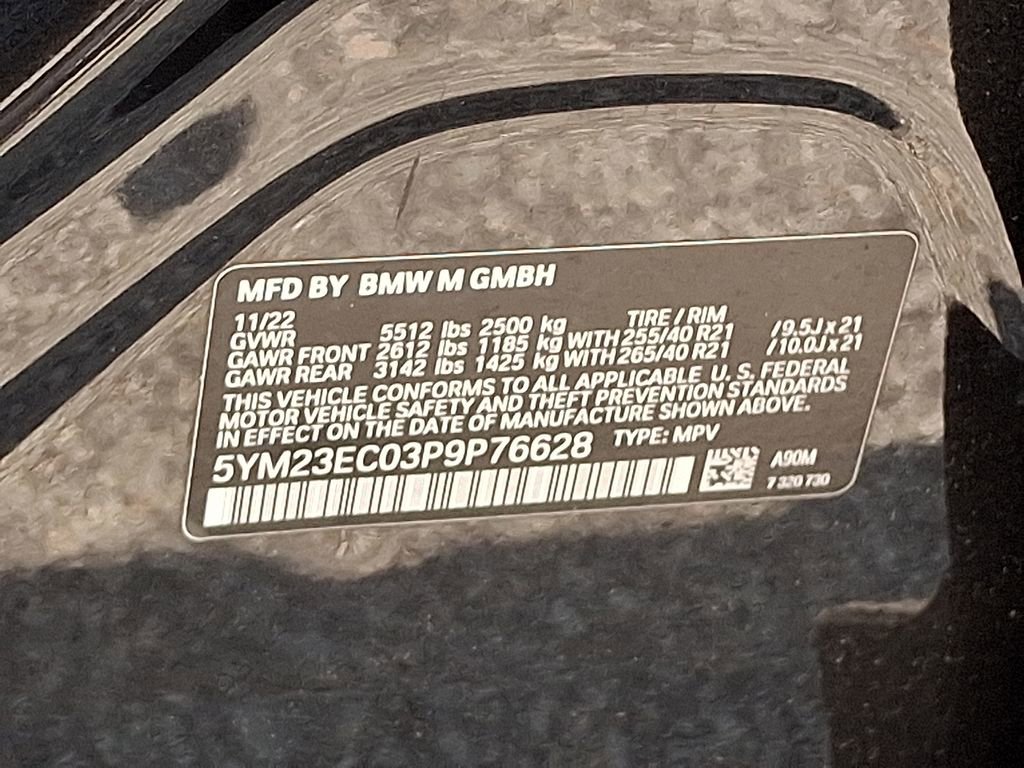 MFD BY BMW M GMBH
11/22 TIRE / RIM
GVWR 5512 lbs 2500 kg
GAWR FRONT 2612 lbs 1185 kg WITH 255/40 R21 /9.5J x 21
GAWR REAR 3142 lbs 1425 kg WITH 265/40 R21 /10.0J x 21
THIS VEHICLE CONFORMS TO ALL APPLICABLE U. S. FEDERAL
MOTOR VEHICLE SAFETY AND THEFT PREVENTION STANDARDS
IN EFFECT ON THE DATE OF MANUFACTURE SHOWN ABOVE.
5YM23EC03P9P76628 TYPE: MPV
A90M
7 320 730